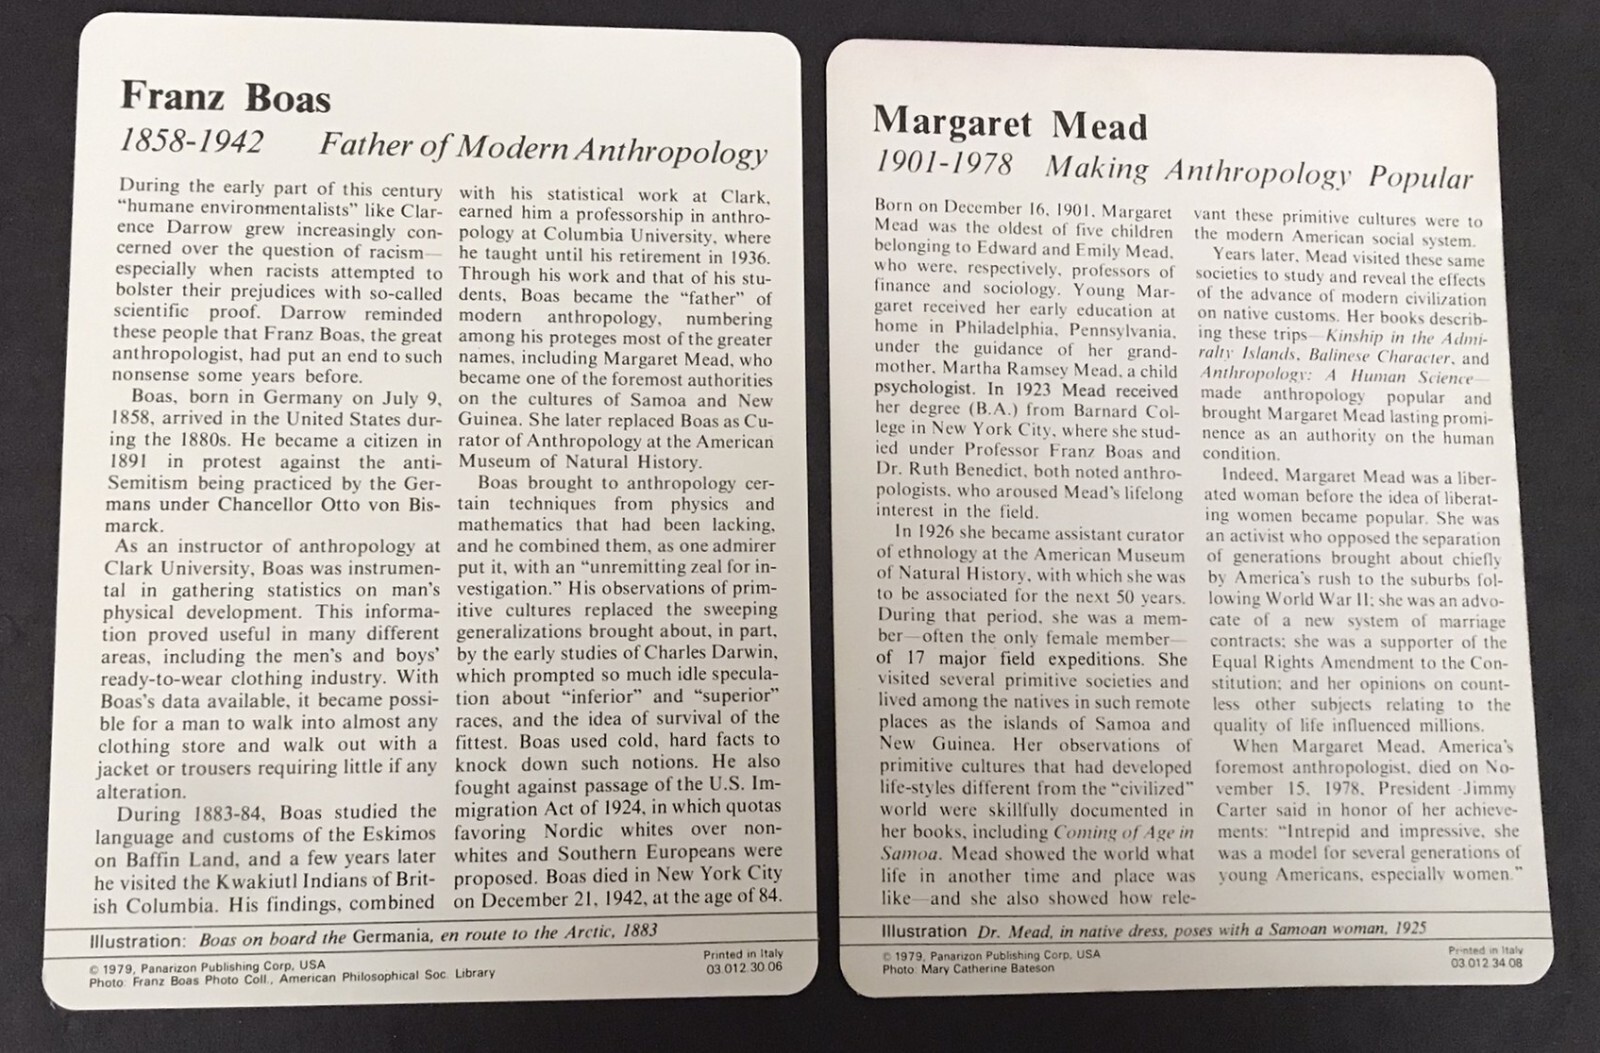 Franz Boas
1858-1942 Father of Modern Anthropology
During the early part of this century
“humane environmentalists” like Clar-
ence Darrow grew increasingly con-
cerned over the question of racism—
especially when racists attempted to
bolster their prejudices with so-called
scientific proof. Darrow reminded
these people that Franz Boas, the great
anthropologist, had put an end to such
nonsense some years before.
Boas, born in Germany on July 9,
1858, arrived in the United States dur-
ing the 1880s. He became a citizen in
1891 in protest against the anti-
Semitism being practiced by the Ger-
mans under Chancellor Otto von Bis-
marck.
As an instructor of anthropology at
Clark University, Boas was instrumen-
tal in gathering statistics on man’s
physical development. This informa-
tion proved useful in many different
areas, including the men’s and boys’
ready-to-wear clothing industry. With
Boas’s data available, it became possi-
ble for a man to walk into almost any
clothing store and walk out with a
jacket or trousers requiring little if any
alteration.
During 1883-84, Boas studied the
language and customs of the Eskimos
on Baffin Land, and a few years later
he visited the Kwakiutl Indians of Brit-
ish Columbia. His findings, combined
with his statistical work at Clark,
earned him a professorship in anthro-
pology at Columbia University, where
he taught until his retirement in 1936.
Through his work and that of his stu-
dents, Boas became the “father” of
modern anthropology, numbering
among his proteges most of the greater
names, including Margaret Mead, who
became one of the foremost authorities
on the cultures of Samoa and New
Guinea. She later replaced Boas as Cu-
rator of Anthropology at the American
Museum of Natural History.
Boas brought to anthropology cer-
tain techniques from physics and
mathematics that had been lacking,
and he combined them, as one admirer
put it, with an “unremitting zeal for in-
vestigation.” His observations of prim-
itive cultures replaced the sweeping
generalizations brought about, in part,
by the early studies of Charles Darwin,
which prompted so much idle specula-
tion about “inferior” and “superior”
races, and the idea of survival of the
fittest. Boas used cold, hard facts to
knock down such notions. He also
fought against passage of the U.S. Im-
migration Act of 1924, in which quotas
favoring Nordic whites over non-
whites and Southern Europeans were
proposed. Boas died in New York City
on December 21, 1942, at the age of 84.
Illustration: Boas on board the Germania, en route to the Arctic, 1883
© 1979, Panarizon Publishing Corp, USA
Photo: Franz Boas Photo Coll., American Philosophical Soc. Library
Printed in Italy
03.012.30.06
Margaret Mead
1901-1978 Making Anthropology Popular
Born on December 16, 1901, Margaret
Mead was the oldest of five children
belonging to Edward and Emily Mead,
who were, respectively, professors of
finance and sociology. Young Mar-
garet received her early education at
home in Philadelphia, Pennsylvania,
under the guidance of her grand-
mother, Martha Ramsey Mead, a child
psychologist. In 1923 Mead received
her degree (B.A.) from Barnard Col-
lege in New York City, where she stud-
ied under Professor Franz Boas and
Dr. Ruth Benedict, both noted anthro-
pologists, who aroused Mead’s lifelong
interest in the field.
In 1926 she became assistant curator
of ethnology at the American Museum
of Natural History, with which she was
to be associated for the next 50 years.
During that period, she was a mem-
ber—often the only female member—
of 17 major field expeditions. She
visited several primitive societies and
lived among the natives in such remote
places as the islands of Samoa and
New Guinea. Her observations of
primitive cultures that had developed
life-styles different from the “civilized”
world were skillfully documented in
her books, including Coming of Age in
Samoa. Mead showed the world what
life in another time and place was
like—and she also showed how rele-
vant these primitive cultures were to
the modern American social system.
Years later, Mead visited these same
societies to study and reveal the effects
of the advance of modern civilization
on native customs. Her books describ-
ing these trips—Kinship in the Admi-
ralty Islands, Balinese Character, and
Anthropology: A Human Science—
made anthropology popular and
brought Margaret Mead lasting promi-
nence as an authority on the human
condition.
Indeed, Margaret Mead was a liber-
ated woman before the idea of liberat-
ing women became popular. She was
an activist who opposed the separation
of generations brought about chiefly
by America’s rush to the suburbs fol-
lowing World War II; she was an advo-
cate of a new system of marriage
contracts; she was a supporter of the
Equal Rights Amendment to the Con-
stitution; and her opinions on count-
less other subjects relating to the
quality of life influenced millions.
When Margaret Mead, America’s
foremost anthropologist, died on No-
vember 15, 1978, President Jimmy
Carter said in honor of her achieve-
ments: “Intrepid and impressive, she
was a model for several generations of
young Americans, especially women.”
Illustration Dr. Mead, in native dress, poses with a Samoan woman, 1925
© 1979, Panarizon Publishing Corp. USA
Photo: Mary Catherine Bateson
Printed in Italy
03.012.34.08